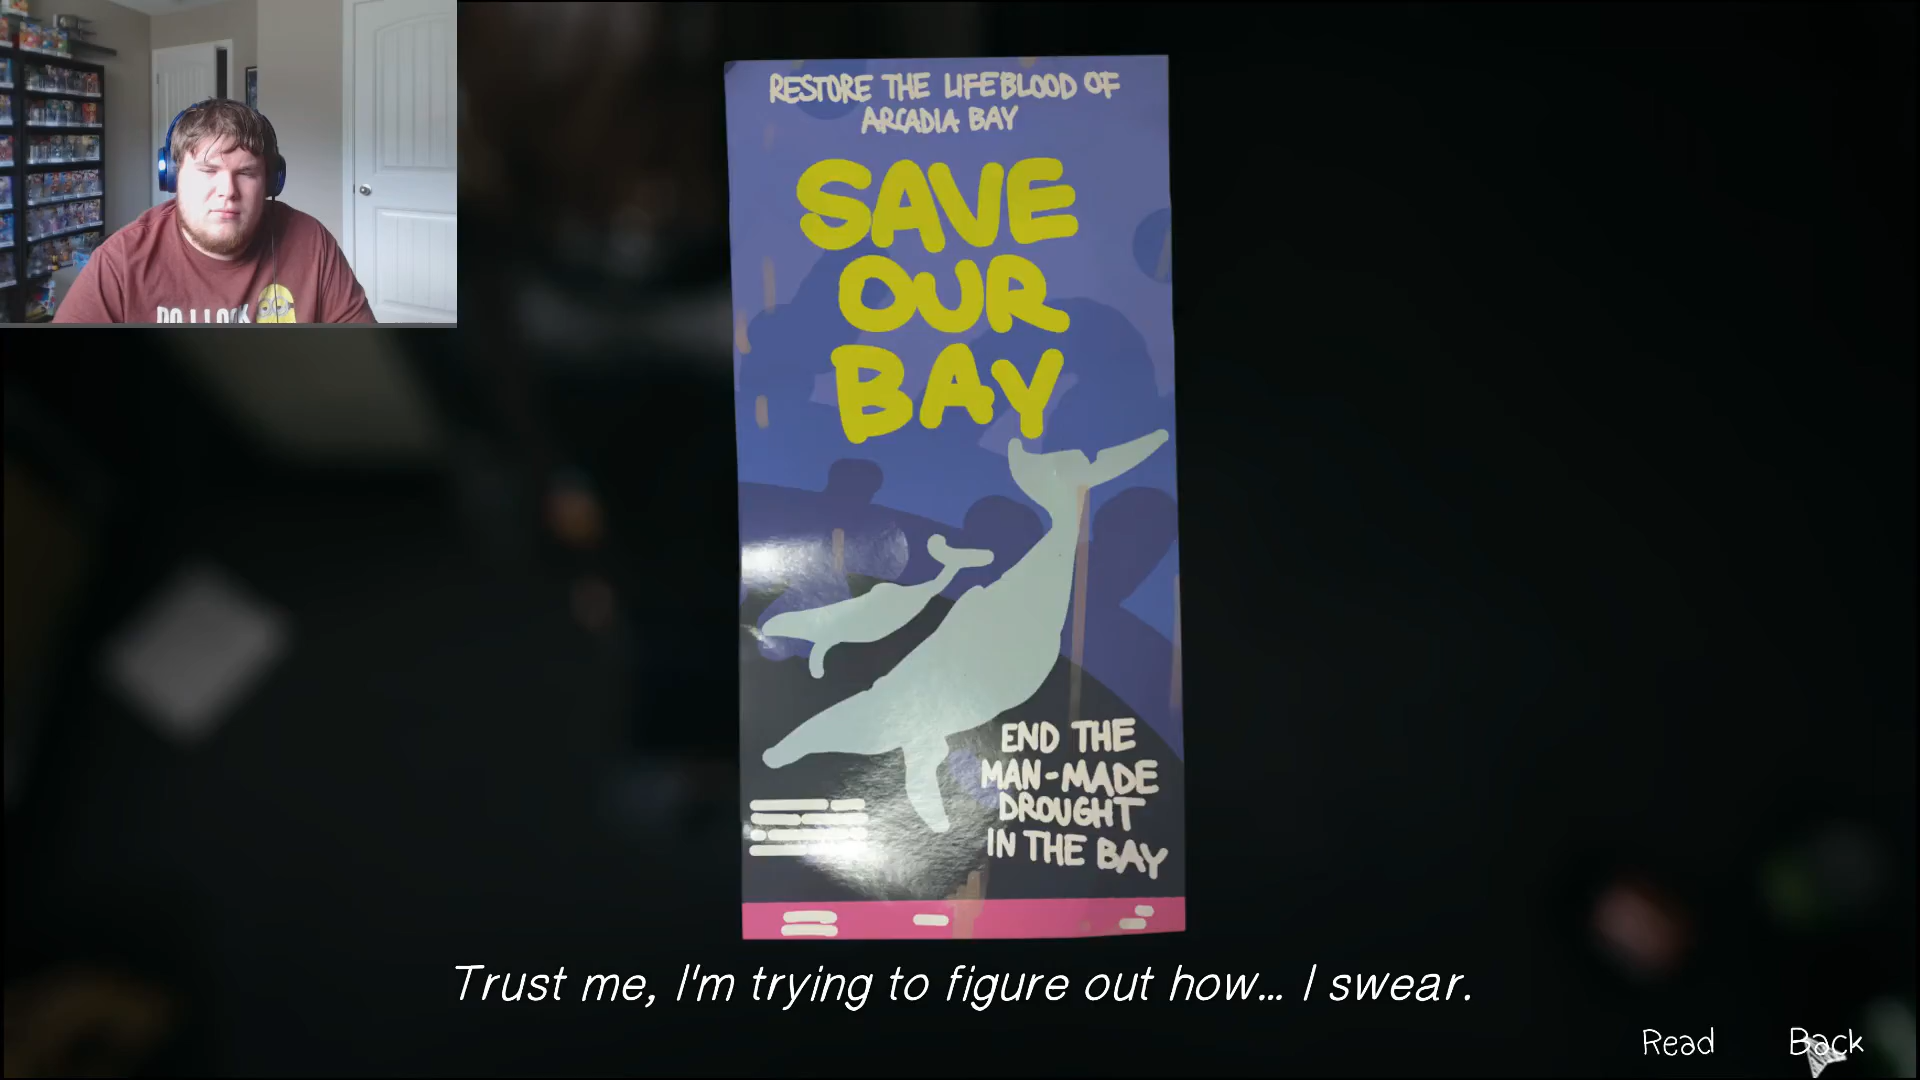 RESTORE THE LIFEBLOOD OF
ARCADIA BAY
SAVE
OUR
BAY
END THE
MAN-MADE
DROUGHT
IN THE BAY
Trust me, I'm trying to figure out how... I swear.
Read Back